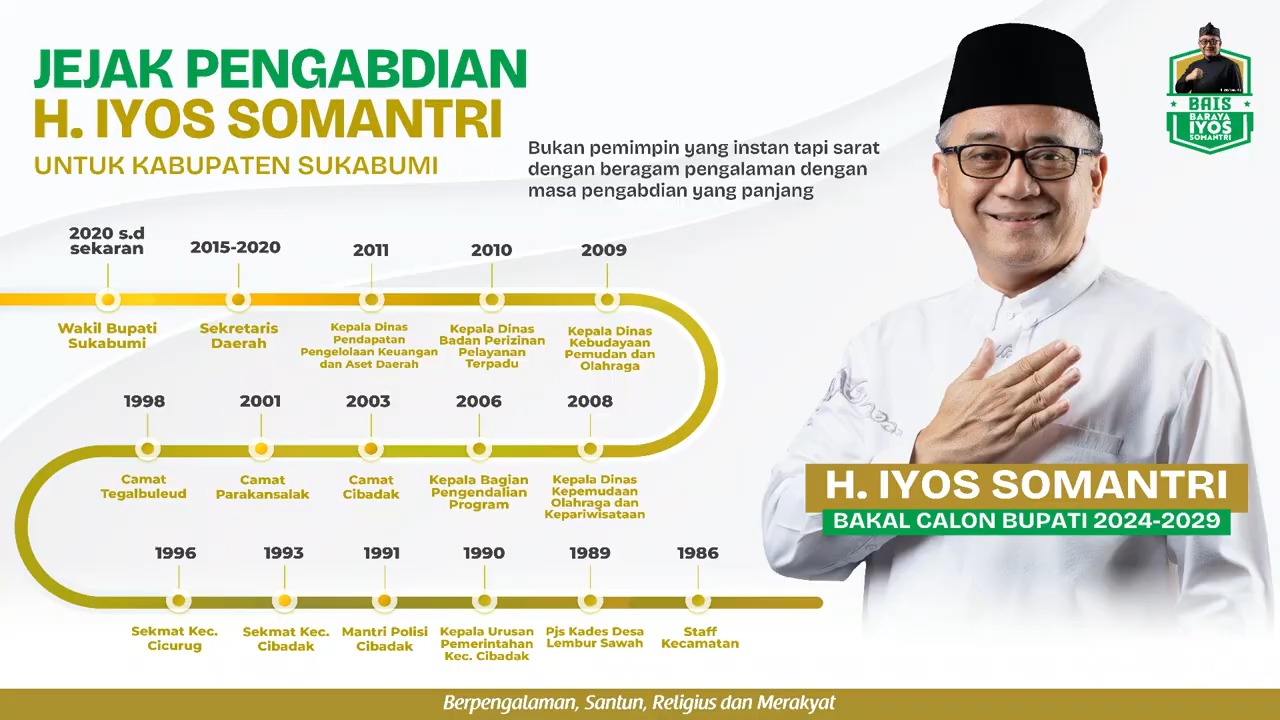 JEJAK PENGABDIAN
H. IYOS SOMANTRI
UNTUK KABUPATEN SUKABUMI
Bukan pemimpin yang instan tapi sarat
dengan beragam pengalaman dengan
masa pengabdian yang panjang
BAIS
BARAYA
IYOS
SOMANTRI
2020 s.d
sekaran
Wakil Bupati
Sukabumi
2015-2020
Sekretaris
Daerah
2011
Kepala Dinas
Pendapatan
Pengelolaan Keuangan
dan Aset Daerah
2010
Kepala Dinas
Badan Perizinan
Pelayanan
Terpadu
2009
Kepala Dinas
Kebudayaan
Pemudan dan
Olahraga
1998
Camat
Tegalbuleud
2001
Camat
Parakansalak
2003
Camat
Cibadak
2006
Kepala Bagian
Pengendalian
Program
2008
Kepala Dinas
Kepemudaan
Olahraga dan
Kepariwisataan
1996
Sekmat Kec.
Cicurug
1993
Sekmat Kec.
Cibadak
1991
Mantri Polisi
Cibadak
1990
Kepala Urusan
Pemerintahan
Kec. Cibadak
1989
Pjs Kades Desa
Lembur Sawah
1986
Staff
Kecamatan
H. IYOS SOMANTRI
BAKAL CALON BUPATI 2024-2029
Berpengalaman, Santun, Religius dan Merakyat